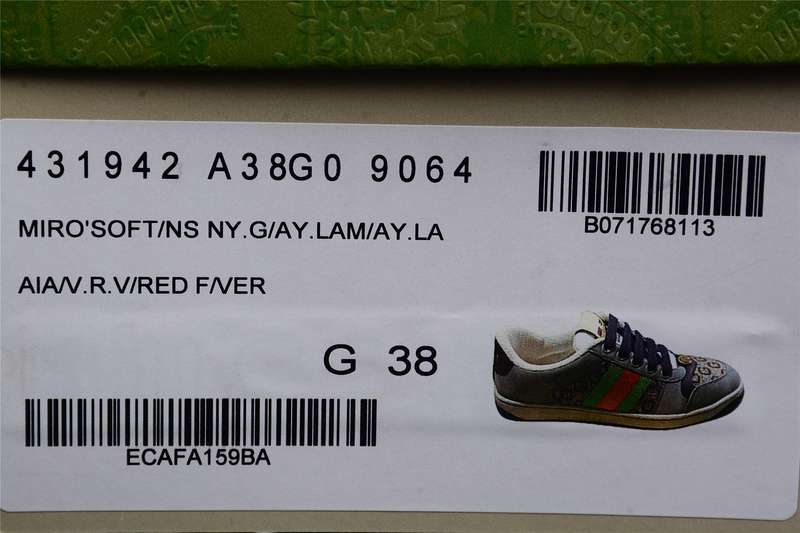 431942 A38G0 9064
B071768113
MIRO'SOFT/NS NY.G/AY.LAM/AY.LA
AIA/V.R.V/RED F/VER
G 38
ECAFA159BA